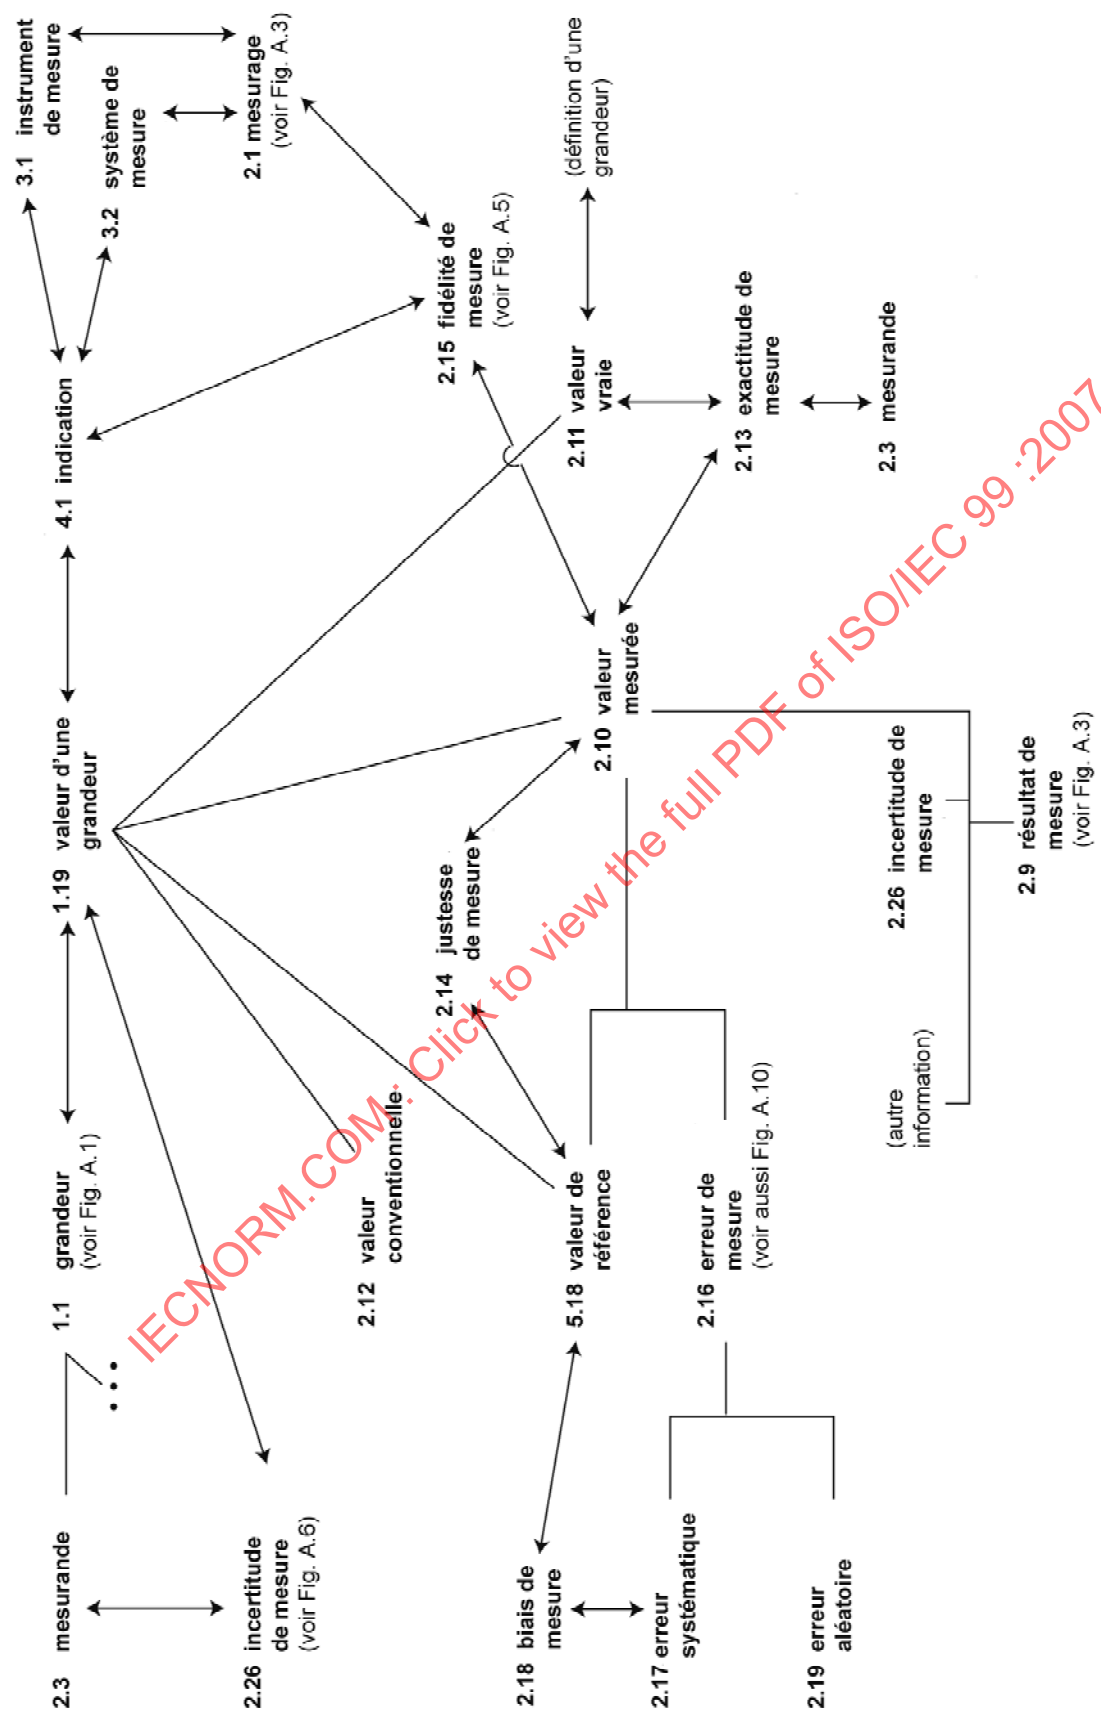 2.3 mesurande
1.1 grandeur
(voir Fig. A.1)
1.19 valeur d'une
grandeur
4.1 indication
3.1 instrument
de mesure
3.2 système de
mesure
2.26 incertitude
de mesure
(voir Fig. A.6)
2.1 mesurage
(voir Fig. A.3)
2.12 valeur
conventionnelle
2.14 justesse
de mesure
2.15 fidélité de
mesure
(voir Fig. A.5)
2.18 biais de
mesure
5.18 valeur de
référence
2.10 valeur
mesurée
2.11 valeur
vraie
(définition d'une
grandeur)
2.17 erreur
systématique
2.16 erreur de
mesure
(voir aussi Fig. A.10)
2.13 exactitude de
mesure
2.19 erreur
aléatoire
(autre
information)
2.26 incertitude de
mesure
2.3 mesurande
2.9 résultat de
mesure
(voir Fig. A.3)
IECNORM.COM : Click to view the full PDF of ISO/IEC 99 :2007